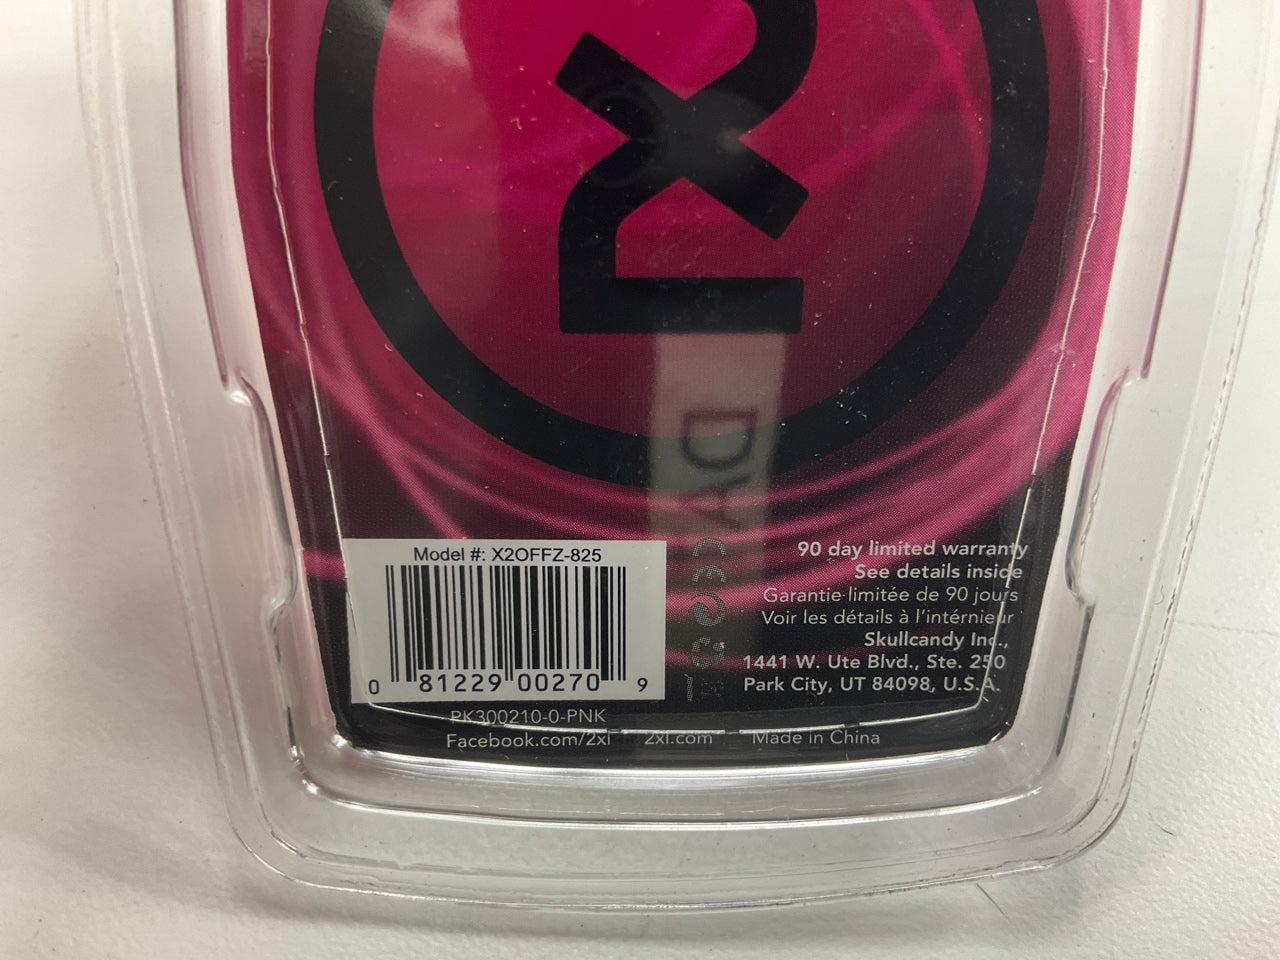 Model #: X2OFFZ-825
0 81229 00270 9
PK300210-0-PNK
Facebook.com/2xl 2xl.com Made in China
90 day limited warranty
See details inside
Garantie limitée de 90 jours
Voir les détails à l'intérieur
Skullcandy Inc.,
1441 W. Ute Blvd., Ste. 250
Park City, UT 84098, U.S.A.